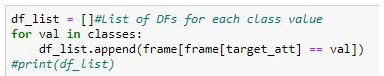 df_list = []#List of DFs for each class value
for val in classes:
    df_list.append(frame[frame[target_att] == val])
#print(df_list)